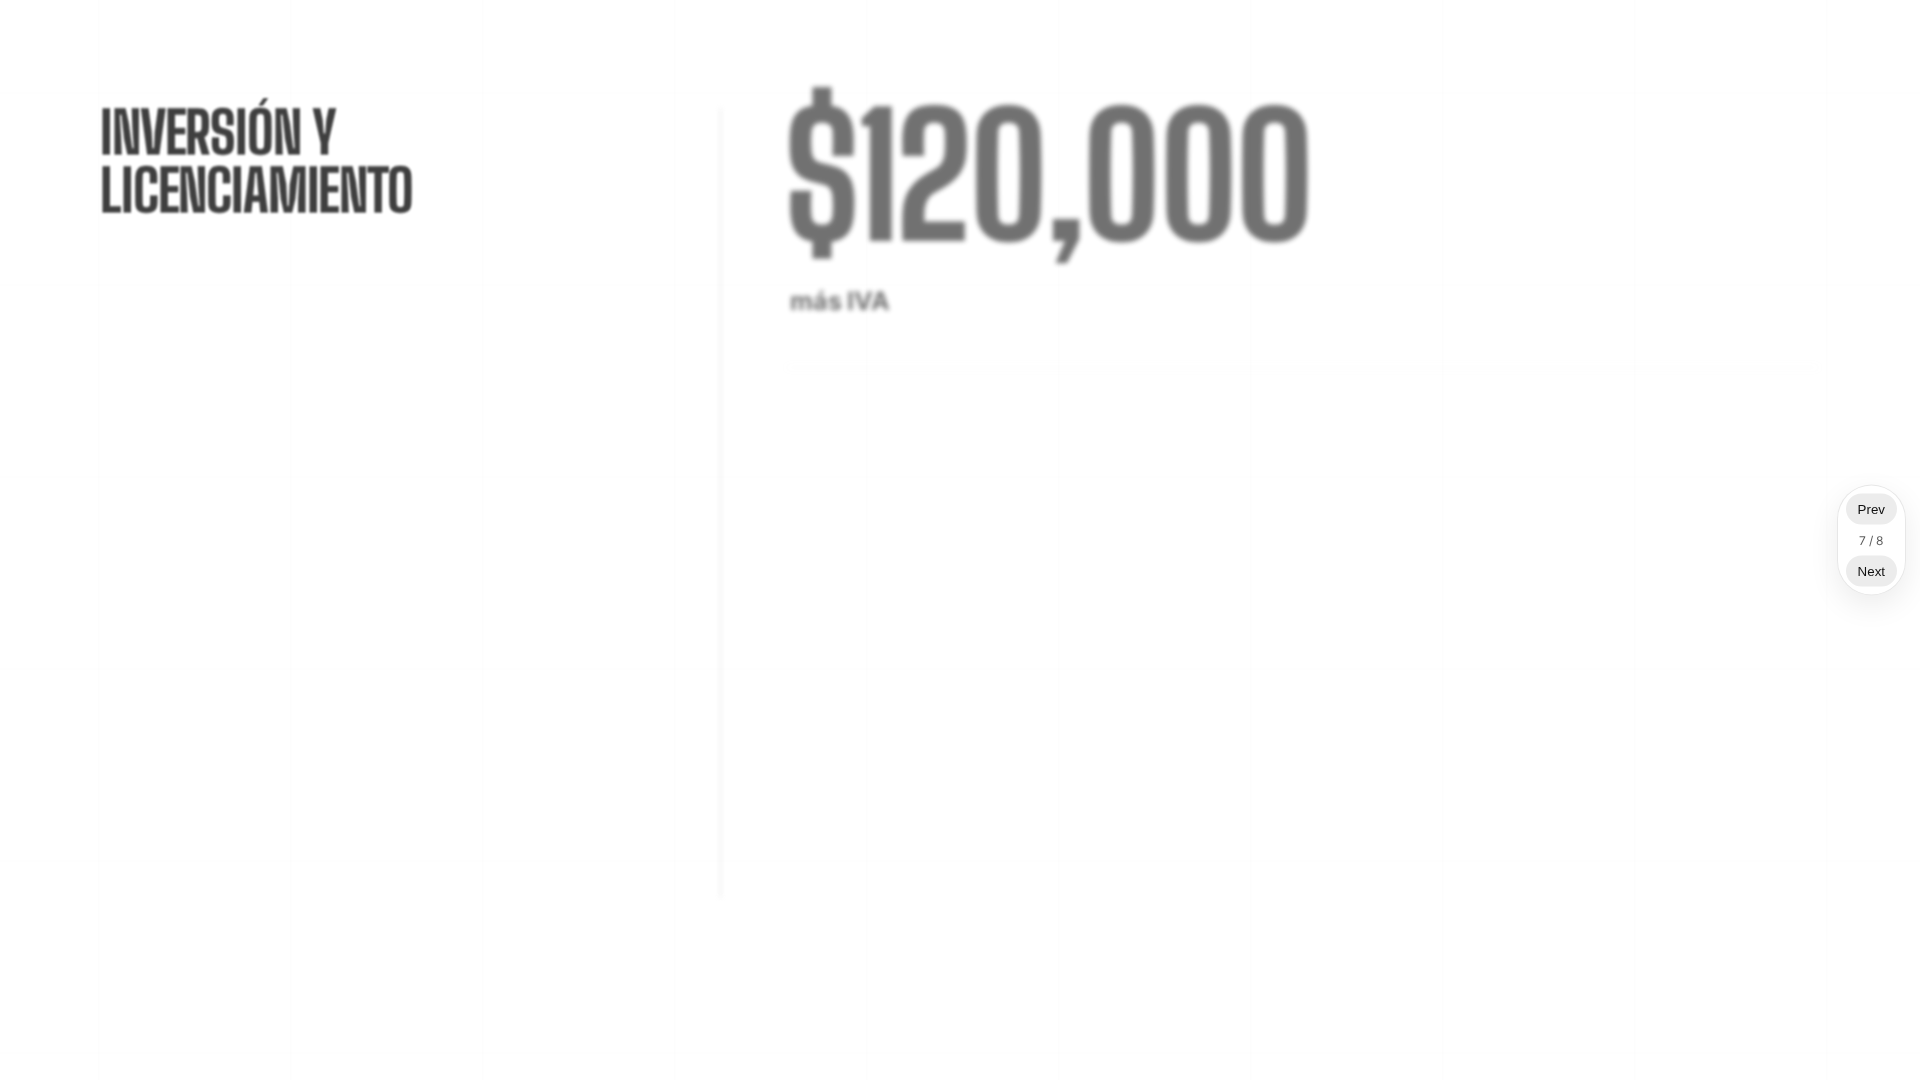 INVERSIÓN Y
LICENCIAMIENTO
$120,000
más IVA
Prev
7 / 8
Next